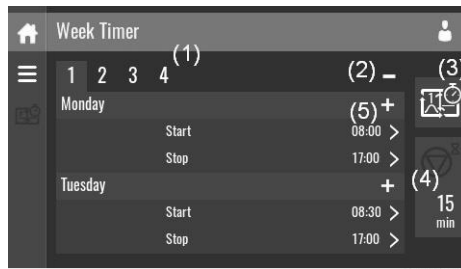 Week Timer
1 2 3 4 (1) (2) − (3)
Monday (5) +
Start 08:00 >
Stop 17:00 >
Tuesday + (4)
Start 08:30 >
Stop 17:00 >
15
min